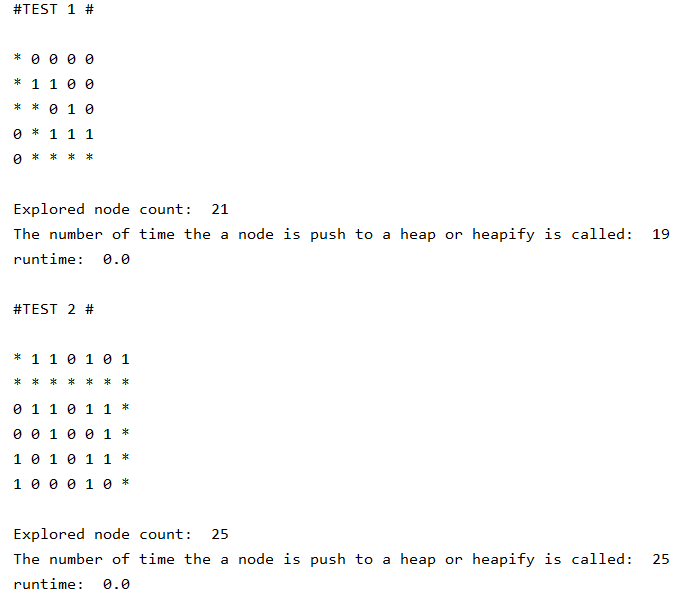 #TEST 1 #
* 0 0 0 0
* 1 1 0 0
* * 0 1 0
0 * 1 1 1
0 * * * *
Explored node count:  21
The number of time the a node is push to a heap or heapify is called:  19
runtime:  0.0
#TEST 2 #
* 1 1 0 1 0 1
* * * * * * *
0 1 1 0 1 1 *
0 0 1 0 0 1 *
1 0 1 0 1 1 *
1 0 0 0 1 0 *
Explored node count:  25
The number of time the a node is push to a heap or heapify is called:  25
runtime:  0.0